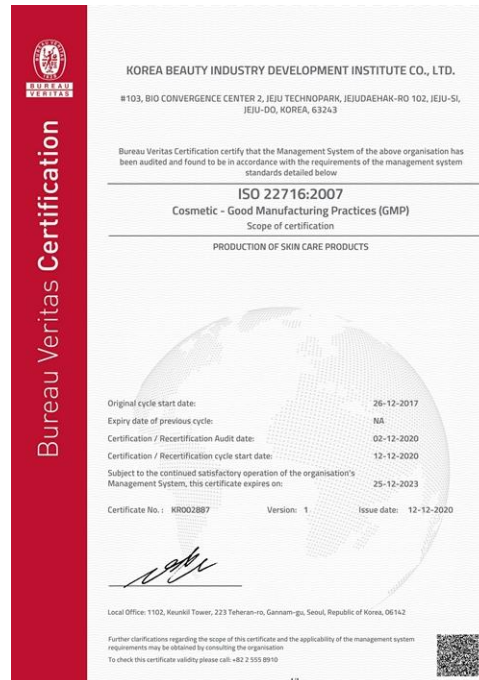 BUREAU
VERITAS
Bureau Veritas Certification
KOREA BEAUTY INDUSTRY DEVELOPMENT INSTITUTE CO., LTD.
#103, BIO CONVERGENCE CENTER 2, JEJU TECHNOPARK, JEJUDAEHAK-RO 102, JEJU-SI,
JEJU-DO, KOREA, 63243
Bureau Veritas Certification certify that the Management System of the above organisation has
been audited and found to be in accordance with the requirements of the management system
standards detailed below
ISO 22716:2007
Cosmetic - Good Manufacturing Practices (GMP)
Scope of certification
PRODUCTION OF SKIN CARE PRODUCTS
Original cycle start date: 26-12-2017
Expiry date of previous cycle: NA
Certification / Recertification Audit date: 02-12-2020
Certification / Recertification cycle start date: 12-12-2020
Subject to the continued satisfactory operation of the organisation's
Management System, this certificate expires on: 25-12-2023
Certificate No. : KR002887 Version: 1 Issue date: 12-12-2020
Local Office: 1102, Keunkil Tower, 223 Teheran-ro, Gannam-gu, Seoul, Republic of Korea, 06142
Further clarifications regarding the scope of this certificate and the applicability of the management system
requirements may be obtained by consulting the organisation
To check this certificate validity please call: +82 2 555 8910